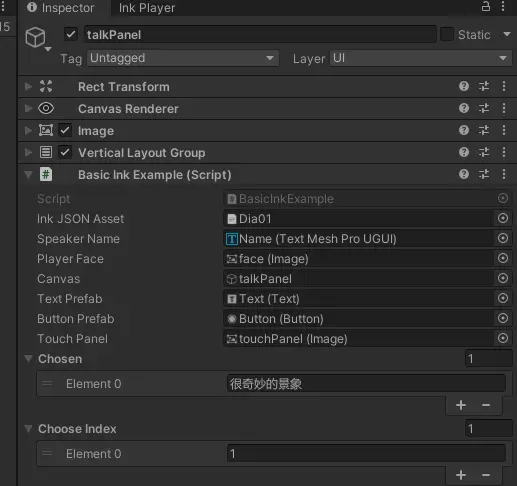 Inspector
Ink Player
15
talkPanel
Static
Tag Untagged Layer UI
Rect Transform
Canvas Renderer
Image
Vertical Layout Group
# Basic Ink Example (Script)
Script BasicInkExample
Ink JSON Asset Dia01
Speaker Name Name (Text Mesh Pro UGUI)
Player Face face (Image)
Canvas talkPanel
Text Prefab Text (Text)
Button Prefab Button (Button)
Touch Panel touchPanel (Image)
Chosen 1
Element 0 很奇妙的景象
+ −
Choose Index 1
Element 0 1
+ −